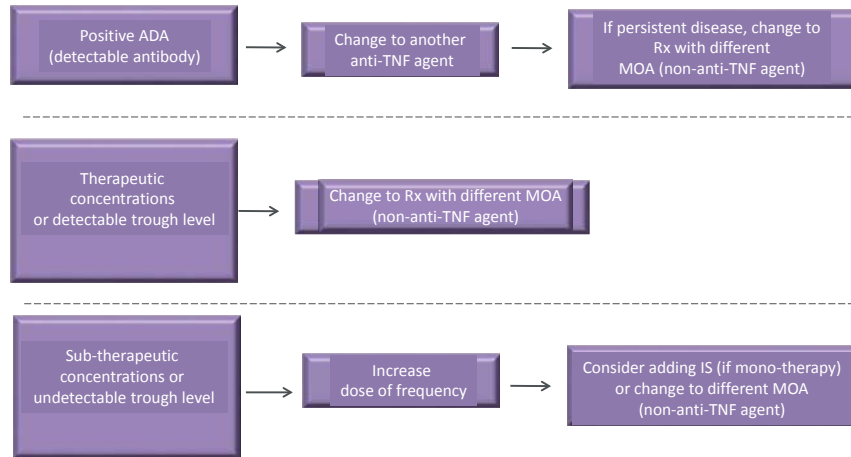 Positive ADA
(detectable antibody)
Change to another
anti-TNF agent
If persistent disease, change to
Rx with different
MOA (non-anti-TNF agent)
Therapeutic
concentrations
or detectable trough level
Change to Rx with different MOA
(non-anti-TNF agent)
Sub-therapeutic
concentrations or
undetectable trough level
Increase
dose of frequency
Consider adding IS (if mono-therapy)
or change to different MOA
(non-anti-TNF agent)